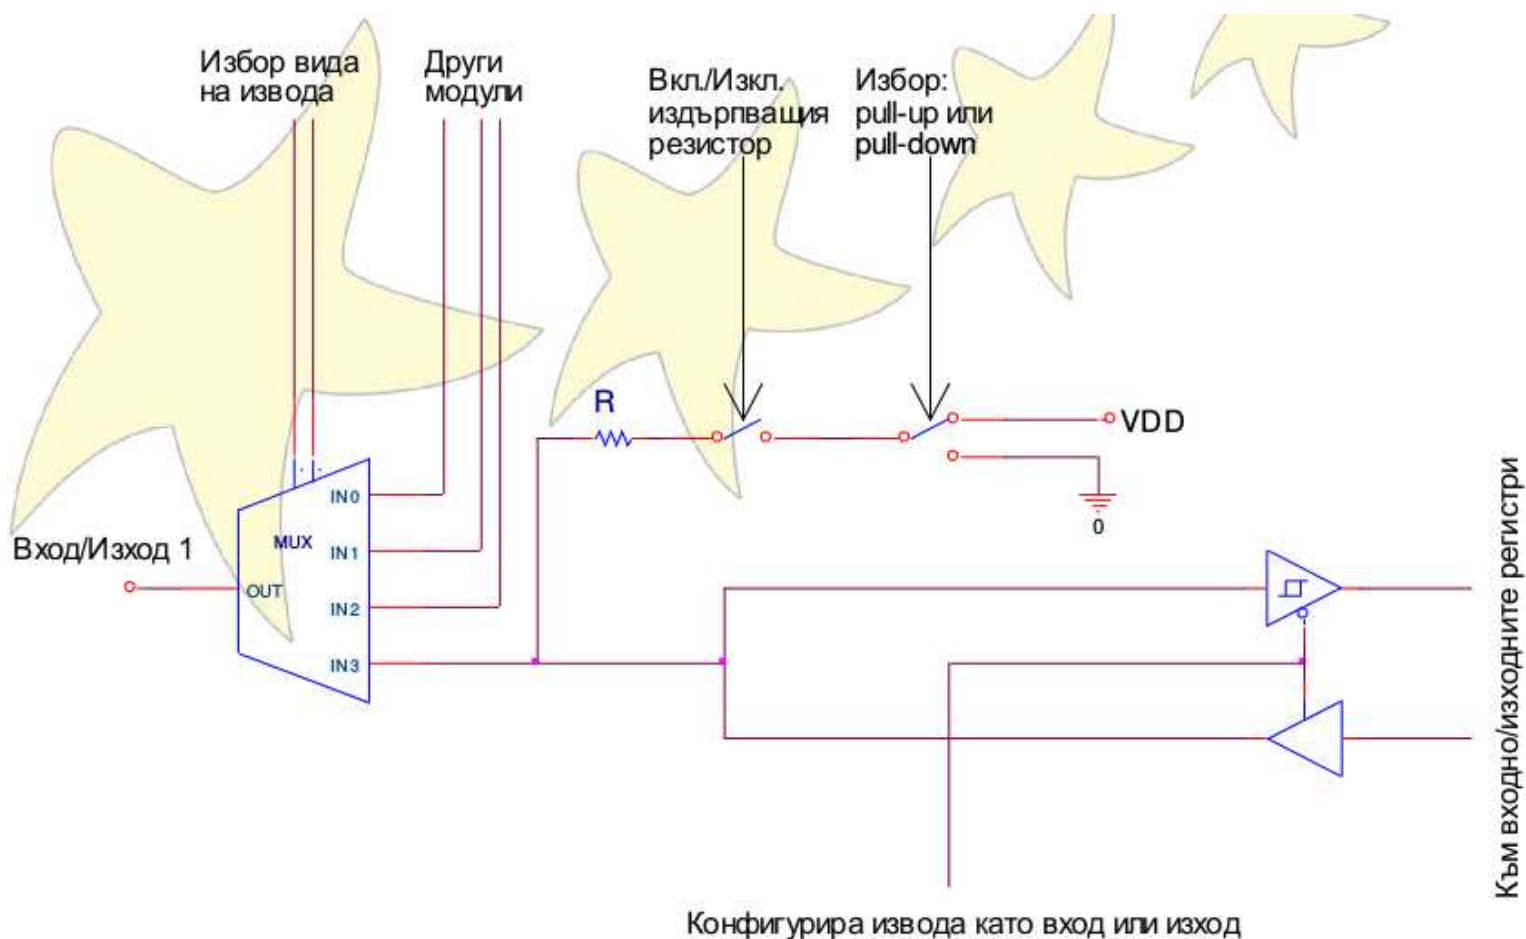 Избор вида
на извода
Други
модули
Вкл./Изкл.
издърпващия
резистор
Избор:
pull-up или
pull-down
R
VDD
0
IN0
MUX
IN1
Вход/Изход 1
OUT
IN2
IN3
Към входно/изходните регистри
Конфигурира извода като вход или изход